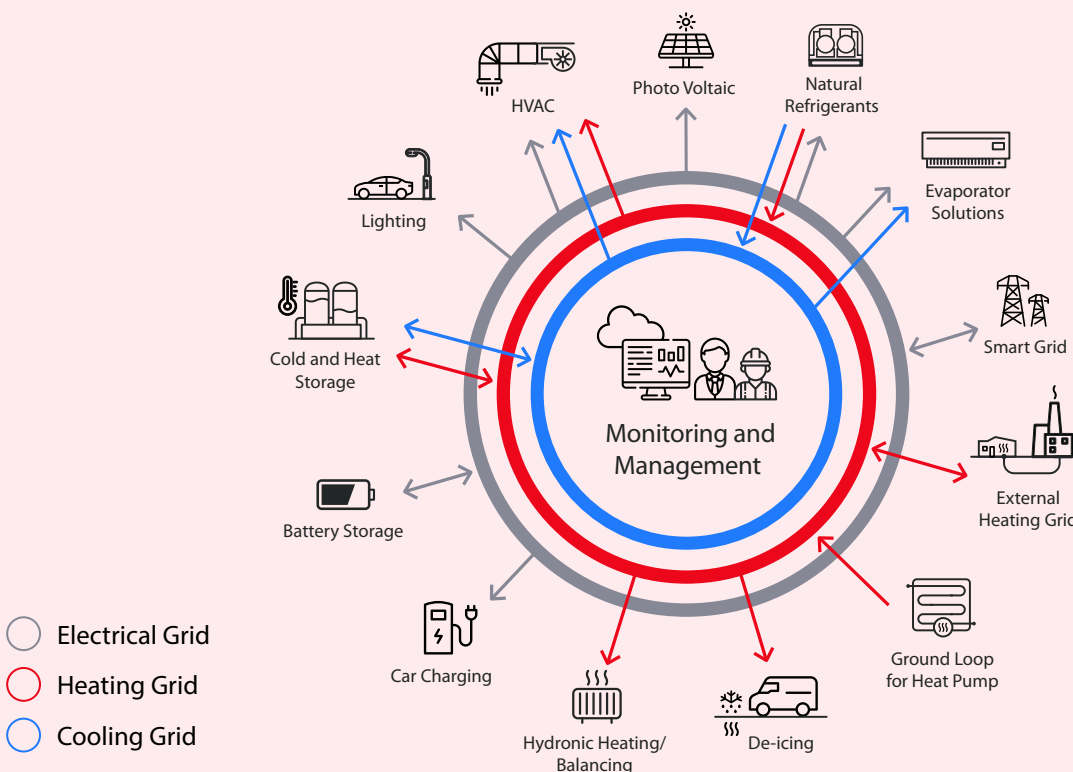 HVAC
Photo Voltaic
Natural
Refrigerants
Evaporator
Solutions
Lighting
Smart Grid
Cold and Heat
Storage
Monitoring and
Management
External
Heating Grid
Battery Storage
Car Charging
Ground Loop
for Heat Pump
Hydronic Heating/
Balancing
De-icing
Electrical Grid
Heating Grid
Cooling Grid